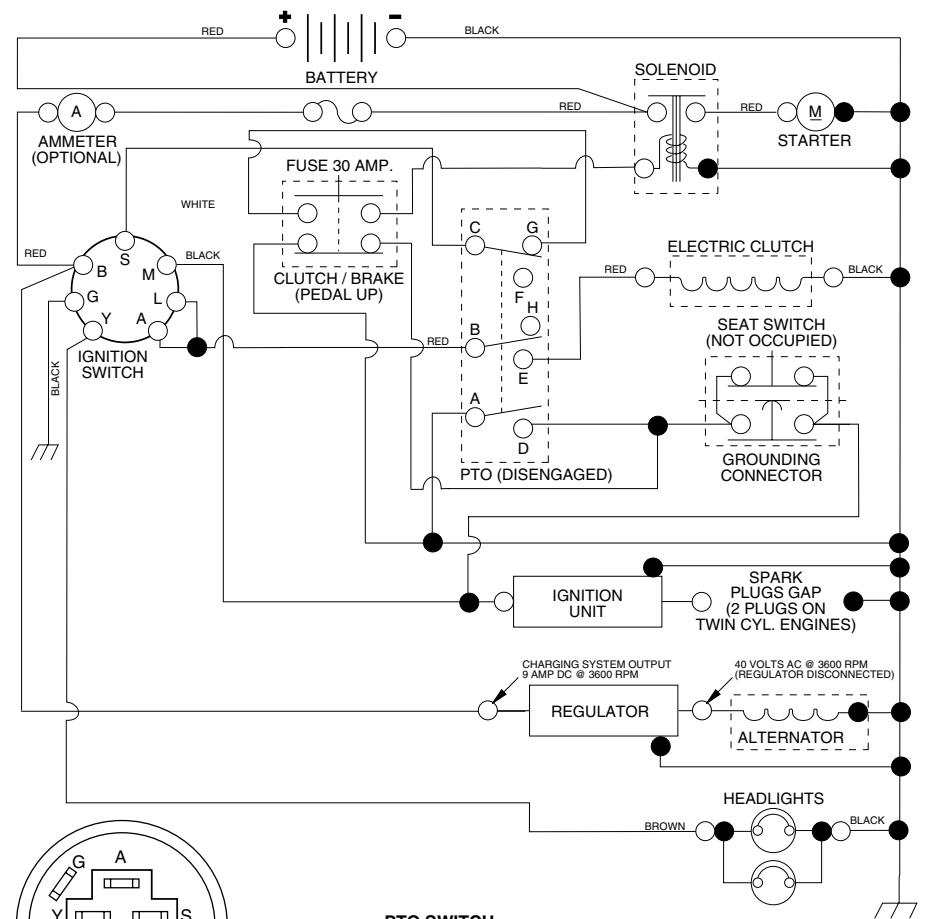 + -
RED
BLACK
BATTERY
SOLENOID
A
RED
RED
M
AMMETER
(OPTIONAL)
STARTER
FUSE 30 AMP.
WHITE
C G
RED
S
B
M
BLACK
CLUTCH / BRAKE
(PEDAL UP)
ELECTRIC CLUTCH
RED
BLACK
F
G
L
H
Y
A
B
RED
SEAT SWITCH
(NOT OCCUPIED)
IGNITION
SWITCH
E
BLACK
A
D
GROUNDING
CONNECTOR
PTO (DISENGAGED)
IGNITION
UNIT
SPARK
PLUGS GAP
(2 PLUGS ON
TWIN CYL. ENGINES)
CHARGING SYSTEM OUTPUT
9 AMP DC @ 3600 RPM
40 VOLTS AC @ 3600 RPM
(REGULATOR DISCONNECTED)
REGULATOR
ALTERNATOR
HEADLIGHTS
BROWN
BLACK
G A
Y S